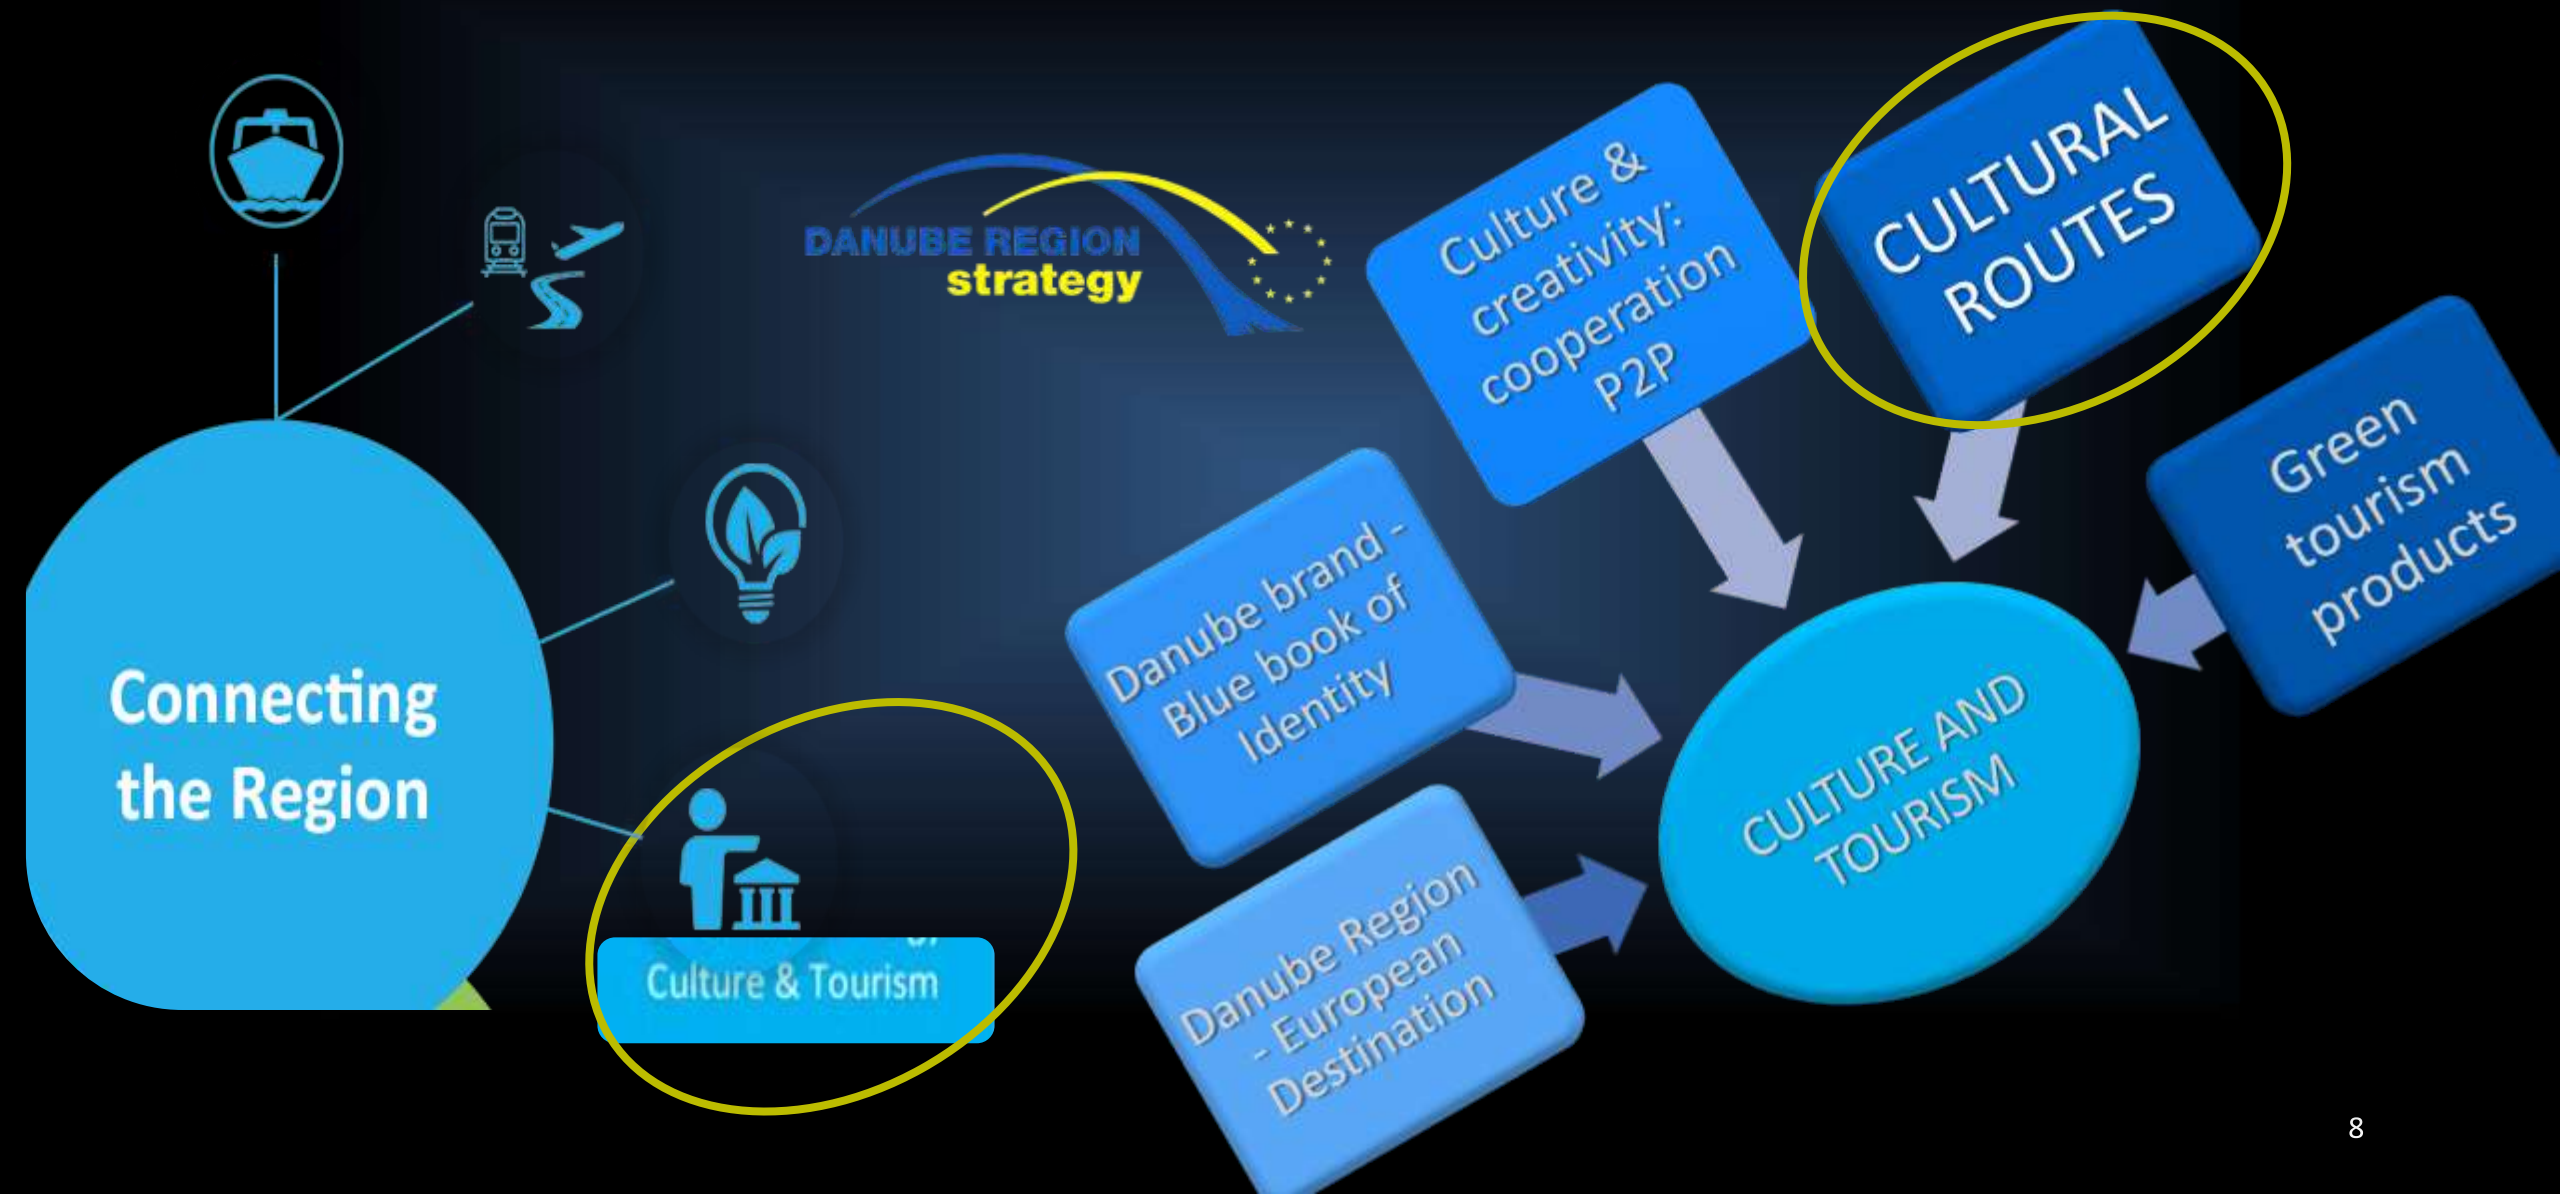 DANUBE REGION
strategy
Connecting
the Region
Culture & Tourism
Danube Region
- European
Destination
Danube brand -
Blue book of
Identity
Culture &
creativity:
cooperation
P2P
CULTURAL
ROUTES
Green
tourism
products
CULTURE AND
TOURISM
8